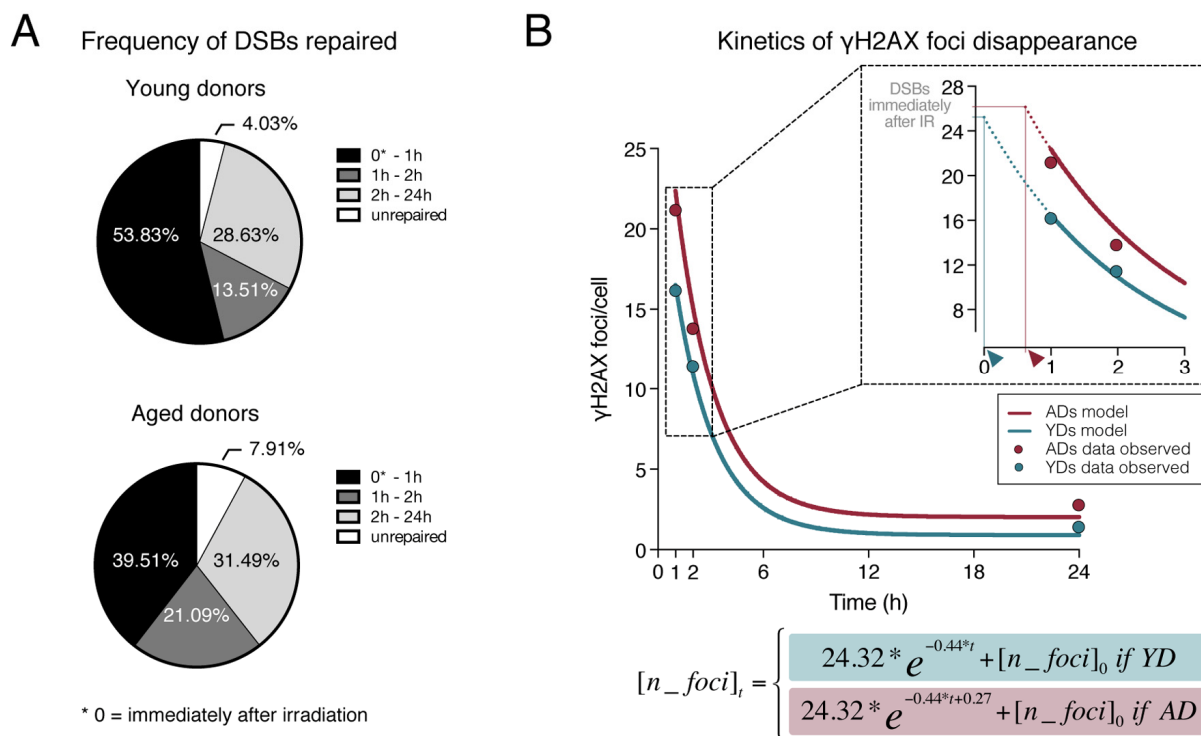 A
Frequency of DSBs repaired
Young donors
4.03%
53.83%
28.63%
13.51%
0* - 1h
1h - 2h
2h - 24h
unrepaired
Aged donors
7.91%
39.51%
31.49%
21.09%
0* - 1h
1h - 2h
2h - 24h
unrepaired
* 0 = immediately after irradiation
B
Kinetics of γH2AX foci disappearance
DSBs
immediately
after IR
28
24
20
16
12
8
0 1 2 3
25
20
15
10
5
0
γH2AX foci/cell
0 1 2 6 12 18 24
Time (h)
ADs model
YDs model
ADs data observed
YDs data observed
[n_foci]t =
24.32 * e^-0.44*t + [n_foci]0 if YD
24.32 * e^-0.44*t+0.27 + [n_foci]0 if AD